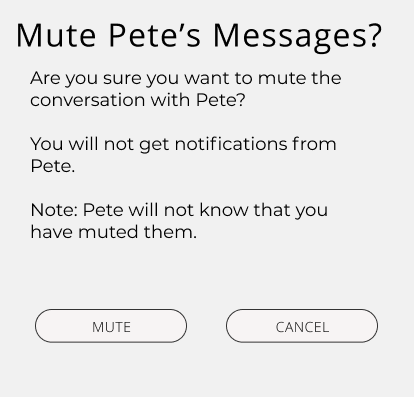 Mute Pete’s Messages?
Are you sure you want to mute the
conversation with Pete?
You will not get notifications from
Pete.
Note: Pete will not know that you
have muted them.
MUTE
CANCEL